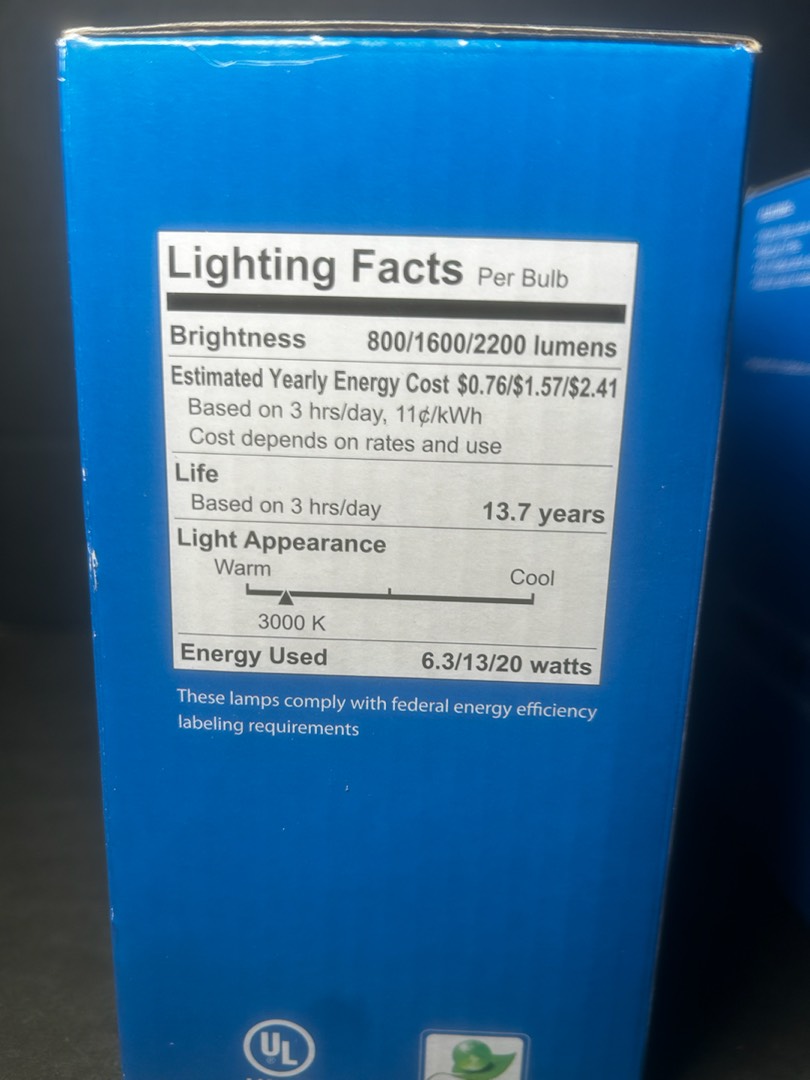 Lighting Facts Per Bulb
Brightness 800/1600/2200 lumens
Estimated Yearly Energy Cost $0.76/$1.57/$2.41
Based on 3 hrs/day, 11¢/kWh
Cost depends on rates and use
Life
Based on 3 hrs/day 13.7 years
Light Appearance
Warm Cool
3000 K
Energy Used 6.3/13/20 watts
These lamps comply with federal energy efficiency
labeling requirements
UL